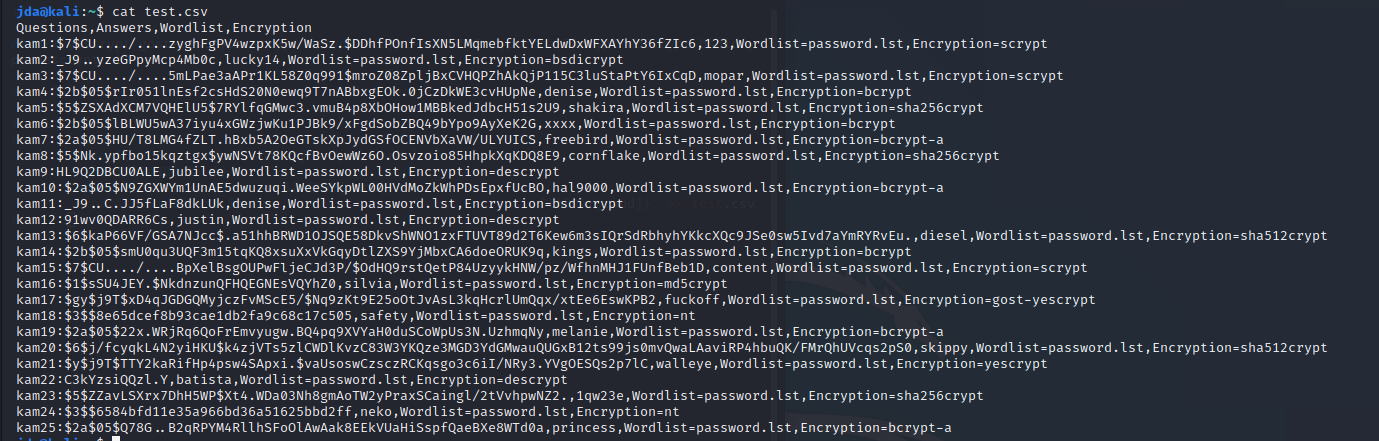 jda@kali:~$ cat test.csv
Questions,Answers,Wordlist,Encryption
kam1:$7$CU..../....zyghFgPV4wzpxK5w/WaSz.$DDhfPOnfIsXN5LMqmebfktYELdwDxWFXAYhY36fZIc6,123,Wordlist=password.lst,Encryption=scrypt
kam2:_J9..yzeGPpyMcp4Mb0c,lucky14,Wordlist=password.lst,Encryption=bsdicrypt
kam3:$7$CU..../....5mLPae3aAPr1KL58Z0q991$mroZ08ZpljBxCVHQPZhAkQjP115C3luStaPtY6IxCqD,mopar,Wordlist=password.lst,Encryption=scrypt
kam4:$2b$05$rIr051lnEsf2csHdS20N0ewq9T7nABbxgEOk.0jCzDkWE3cvHUpNe,denise,Wordlist=password.lst,Encryption=bcrypt
kam5:$5$ZSXAdXCM7VQHElU5$7RYlfqGMwc3.vmuB4p8XbOHow1MBBkedJdbcH51s2U9,shakira,Wordlist=password.lst,Encryption=sha256crypt
kam6:$2b$05$lBLWU5wA37iyu4xGWzjwKu1PJBk9/xFgdSobZBQ49bYpo9AyXeK2G,xxxx,Wordlist=password.lst,Encryption=bcrypt
kam7:$2a$05$HU/T8LMG4fZLT.hBxb5A2OeGTskXpJydGSfOCENVbXaVW/ULYUICS,freebird,Wordlist=password.lst,Encryption=bcrypt-a
kam8:$5$Nk.ypfbo15kqztgx$ywNSVt78KQcfBvOewWz6O.Osvzoio85HhpkXqKDQ8E9,cornflake,Wordlist=password.lst,Encryption=sha256crypt
kam9:HL9Q2DBCU0ALE,jubilee,Wordlist=password.lst,Encryption=descrypt
kam10:$2a$05$N9ZGXWYm1UnAE5dwuzuqi.WeeSYkpWL00HVdMoZkWhPDsEpxfUcBO,hal9000,Wordlist=password.lst,Encryption=bcrypt-a
kam11:_J9..C.JJ5fLaF8dkLUk,denise,Wordlist=password.lst,Encryption=bsdicrypt
kam12:91wv0QDARR6Cs,justin,Wordlist=password.lst,Encryption=descrypt
kam13:$6$kaP66VF/GSA7NJcc$.a51hhBRWD1OJSQE58DkvShWNO1zxFTUVT89d2T6Kew6m3sIQrSdRbhyhYKkcXQc9JSe0sw5Ivd7aYmRYRvEu.,diesel,Wordlist=password.lst,Encryption=sha512crypt
kam14:$2b$05$smU0qu3UQF3m15tqKQ8xsuXxVkGqyDtlZXS9YjMbxCA6doeORUK9q,kings,Wordlist=password.lst,Encryption=bcrypt
kam15:$7$CU..../....BpXelBsgOUPwFljeCJd3P/$OdHQ9rstQetP84UzyykHNW/pz/WfhnMHJ1FUnfBeb1D,content,Wordlist=password.lst,Encryption=scrypt
kam16:$1$sSU4JEY.$NkdnzunQFHQEGNEsVQYhZ0,silvia,Wordlist=password.lst,Encryption=md5crypt
kam17:$gy$j9T$xD4qJGDGQMyjczFvMScE5/$Nq9zKt9E25oOtJvAsL3kqHcrlUmQqx/xtEe6EswKPB2,fuckoff,Wordlist=password.lst,Encryption=gost-yescrypt
kam18:$3$$8e65dcef8b93cae1db2fa9c68c17c505,safety,Wordlist=password.lst,Encryption=nt
kam19:$2a$05$22x.WRjRq6QoFrEmvyugw.BQ4pq9XVYaH0duSCoWpUs3N.UzhmqNy,melanie,Wordlist=password.lst,Encryption=bcrypt-a
kam20:$6$j/fcyqkL4N2yiHKU$k4zjVTs5zlCWDlKvzC83W3YKQze3MGD3YdGMwauQUGxB12ts99js0mvQwaLAaviRP4hbuQK/FMrQhUVcqs2pS0,skippy,Wordlist=password.lst,Encryption=sha512crypt
kam21:$y$j9T$TTY2kaRifHp4psw4SApxi.$vaUsoswCzsczRCKqsgo3c6iI/NRy3.YVgOESQs2p7lC,walleye,Wordlist=password.lst,Encryption=yescrypt
kam22:C3kYzsiQQzl.Y,batista,Wordlist=password.lst,Encryption=descrypt
kam23:$5$ZZavLSXrx7DhH5WP$Xt4.WDa03Nh8gmAoTW2yPraxSCaingl/2tVvhpwNZ2.,1qw23e,Wordlist=password.lst,Encryption=sha256crypt
kam24:$3$$6584bfd11e35a966bd36a51625bbd2ff,neko,Wordlist=password.lst,Encryption=nt
kam25:$2a$05$Q78G..B2qRPYM4RllhSFoOlAwAak8EEkVUaHiSspfQaeBXe8WTd0a,princess,Wordlist=password.lst,Encryption=bcrypt-a